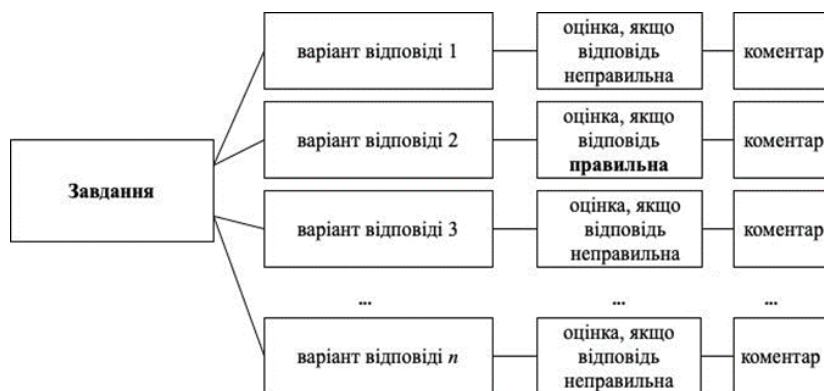 варіант відповіді 1
оцінка, якщо
відповідь
неправильна
коментар
Завдання
варіант відповіді 2
оцінка, якщо
відповідь
правильна
коментар
варіант відповіді 3
оцінка, якщо
відповідь
неправильна
коментар
... ... ...
варіант відповіді n
оцінка, якщо
відповідь
неправильна
коментар